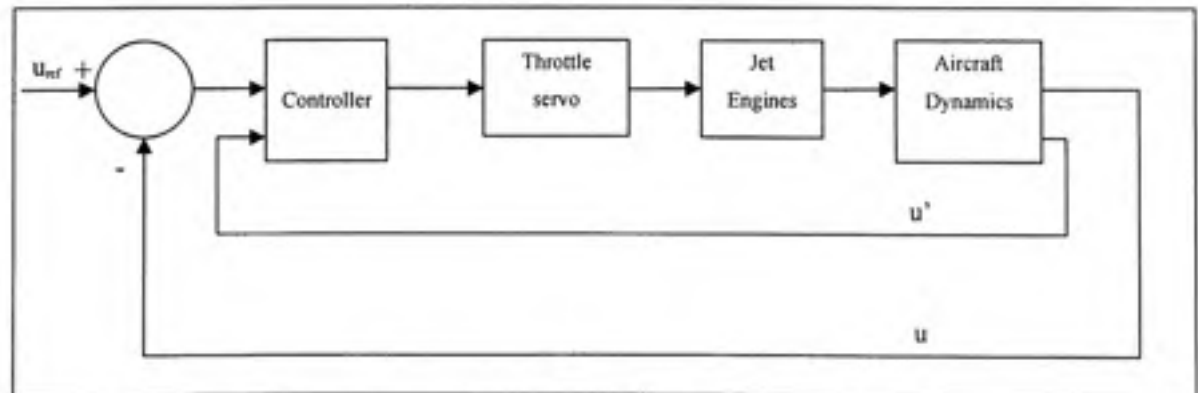 u_ref +
Controller
Throttle
servo
Jet
Engines
Aircraft
Dynamics
-
u'
u